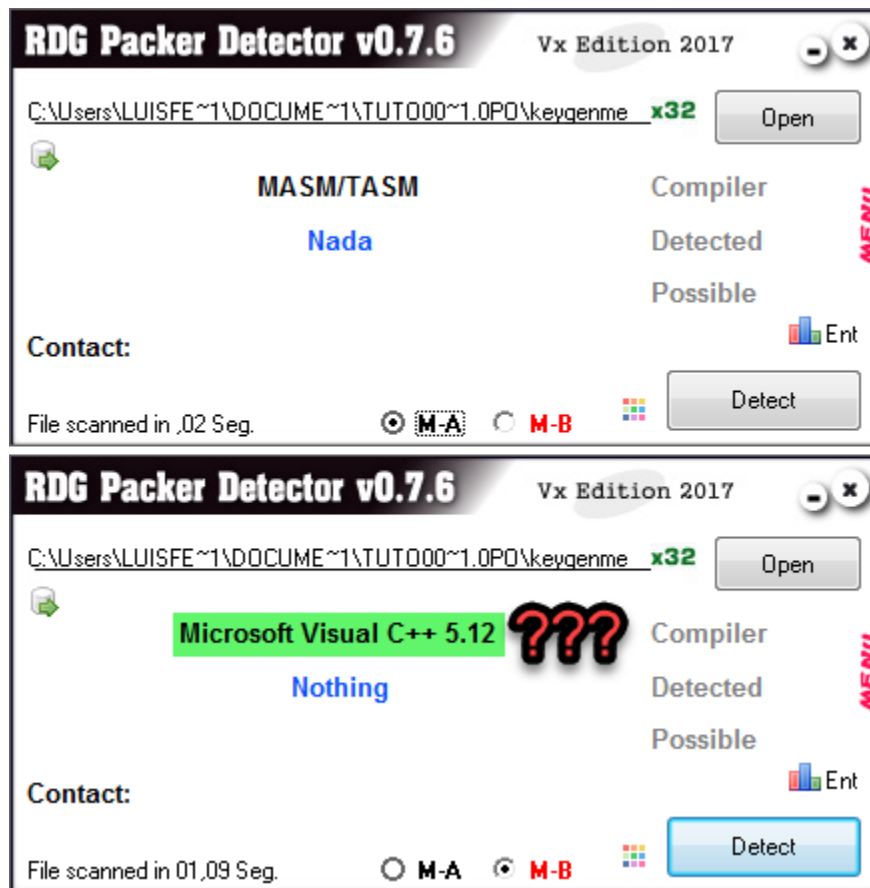 RDG Packer Detector v0.7.6 Vx Edition 2017
C:\Users\LUISFE~1\DOCUME~1\TUTO00~1.0PO\keygenme x32 Open
MASM/TASM Compiler
Nada Detected
Possible
MENU
Ent
Contact:
Detect
File scanned in ,02 Seg. M-A M-B
RDG Packer Detector v0.7.6 Vx Edition 2017
C:\Users\LUISFE~1\DOCUME~1\TUTO00~1.0PO\keygenme x32 Open
Microsoft Visual C++ 5.12 ??? Compiler
Nothing Detected
Possible
MENU
Ent
Contact:
Detect
File scanned in 01,09 Seg. M-A M-B